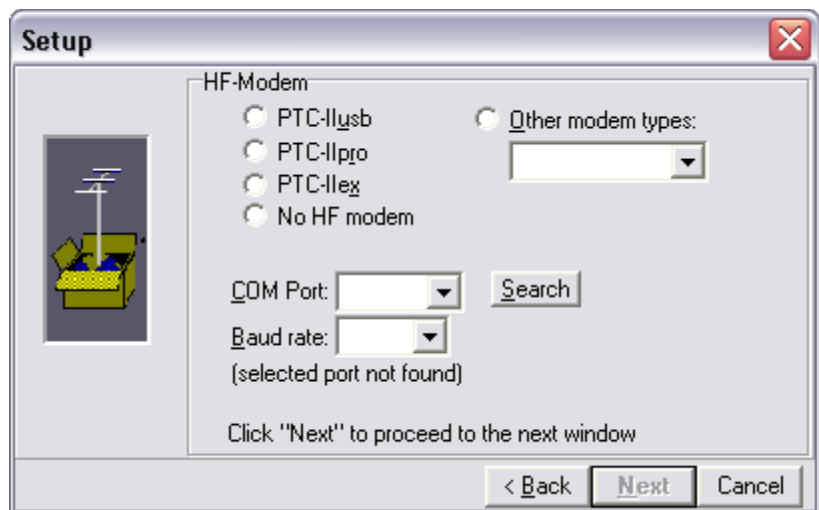 Setup
HF-Modem
PTC-IIusb
Other modem types:
PTC-IIpro
PTC-IIex
No HF modem
COM Port:
Search
Baud rate:
(selected port not found)
Click "Next" to proceed to the next window
< Back
Next
Cancel